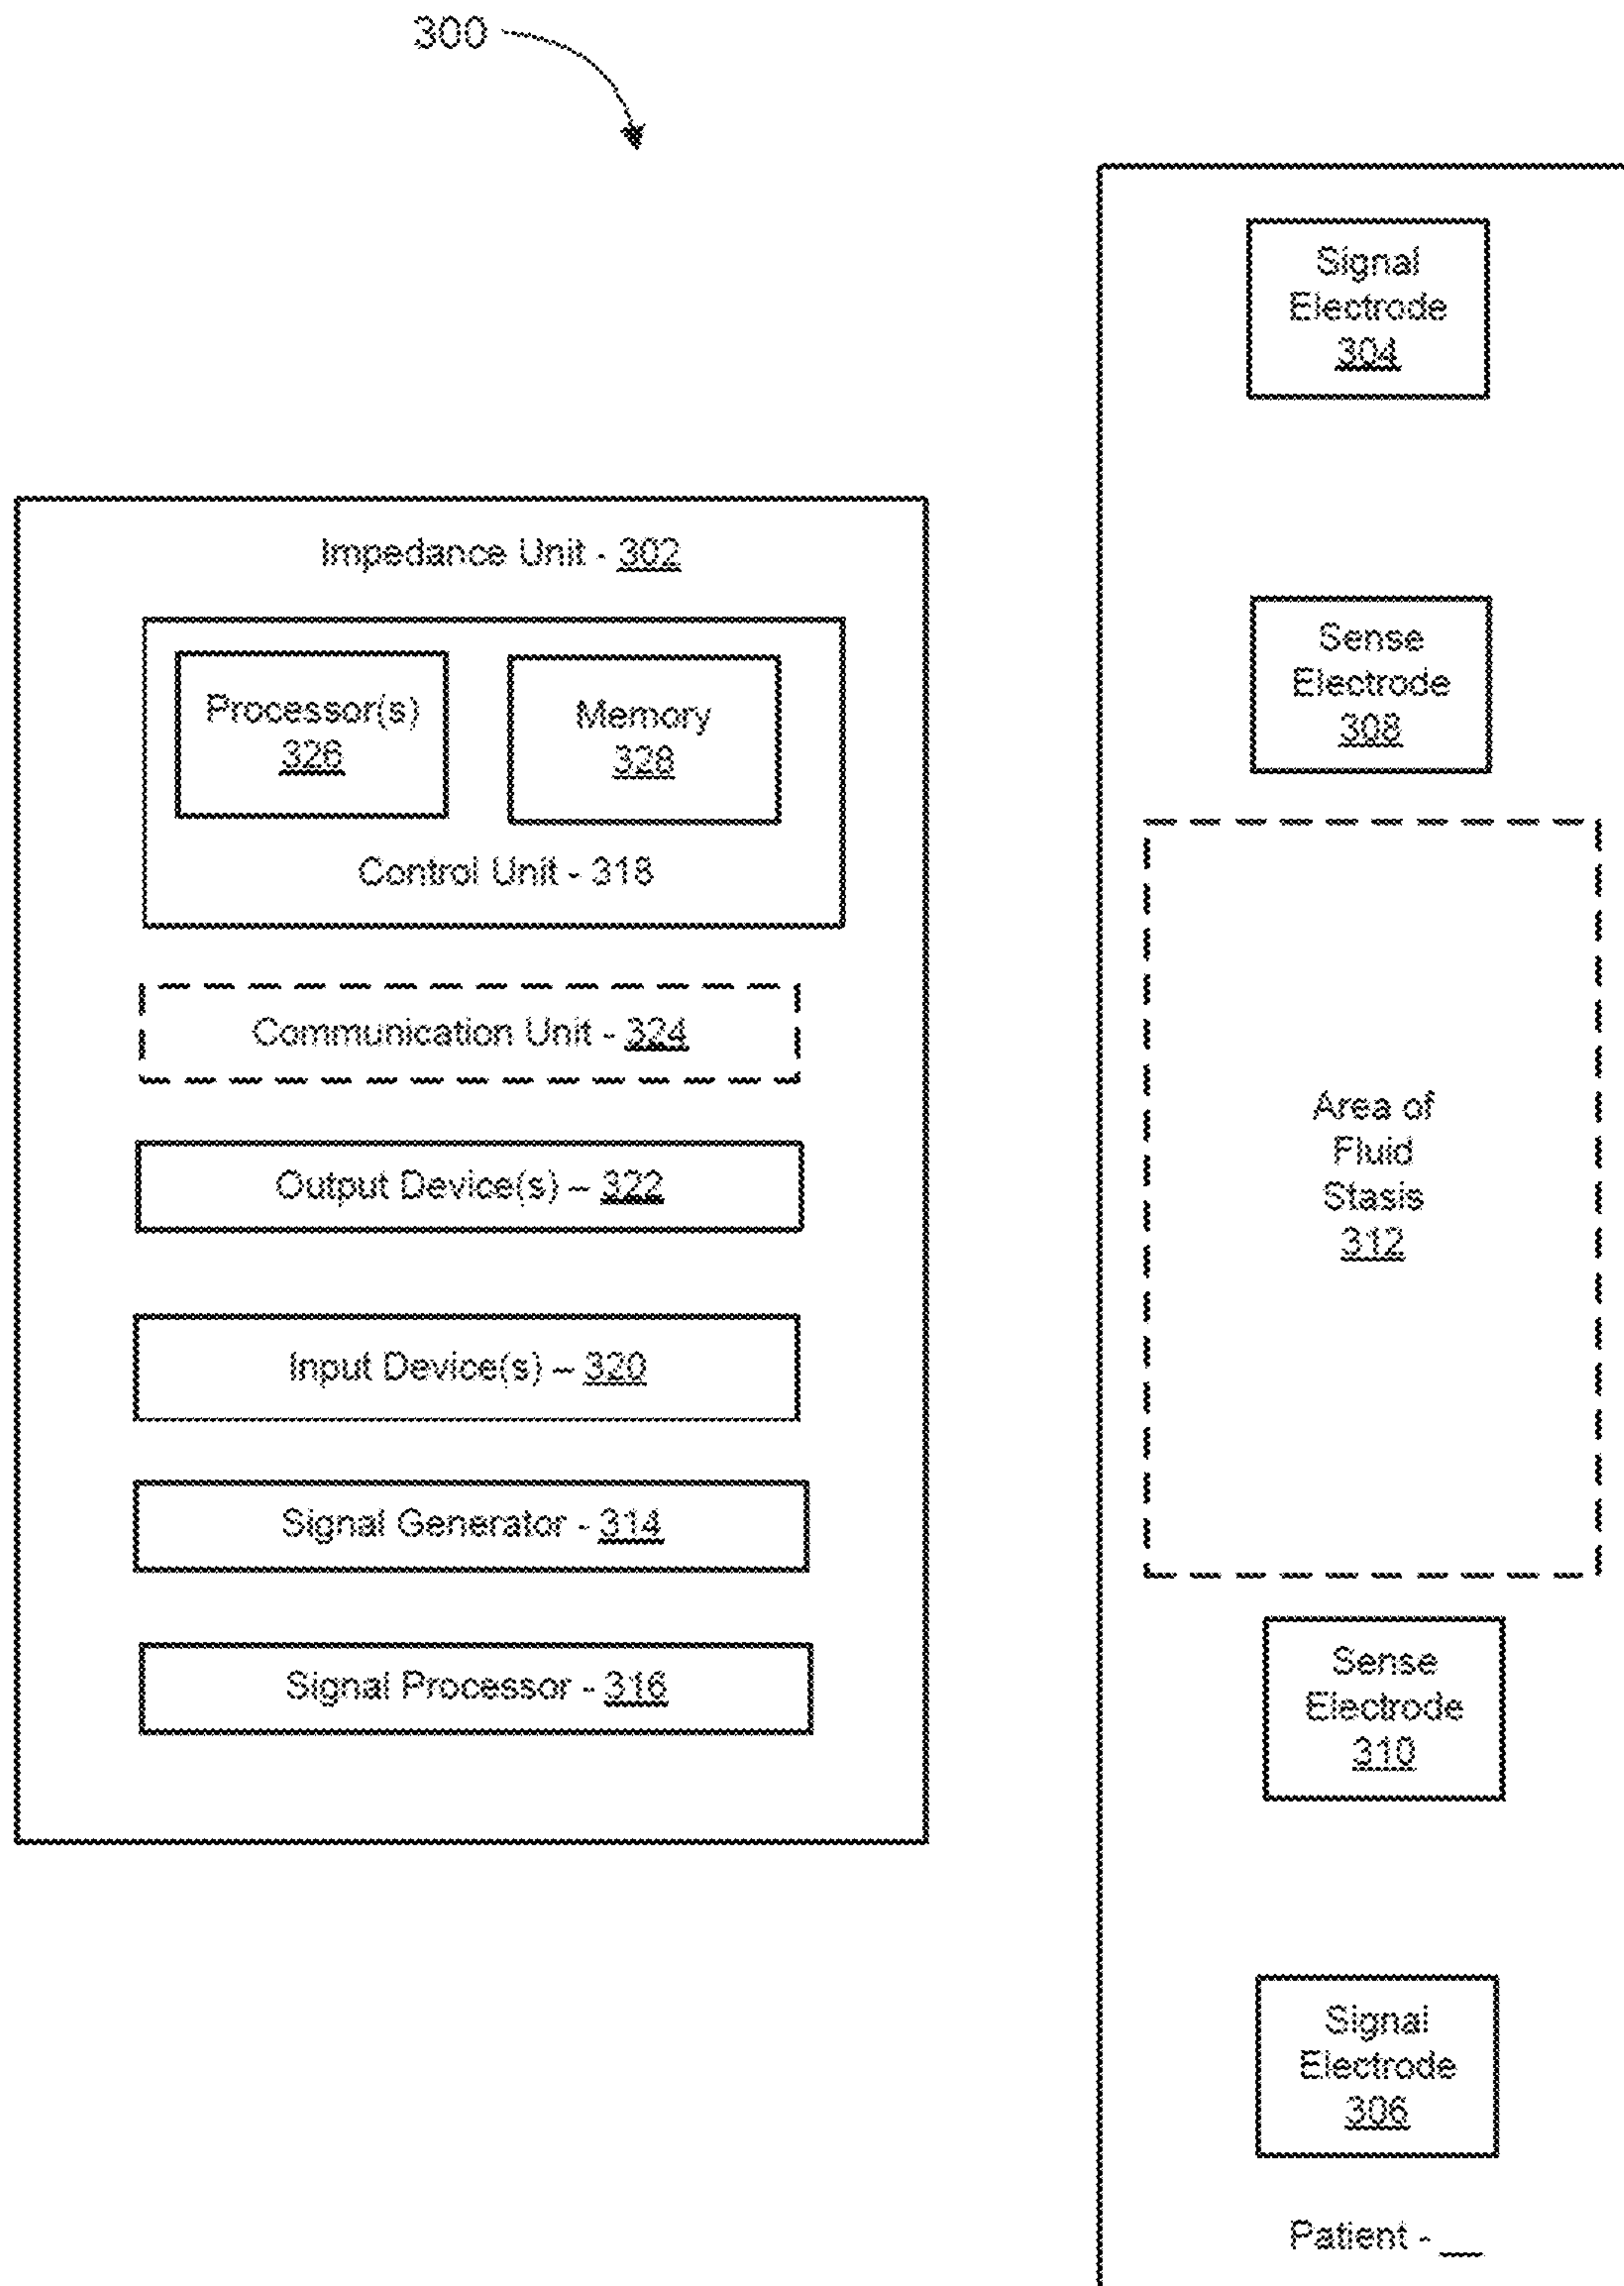 300
Impedance Unit - 302
Processor(s)
326
Memory
328
Control Unit - 318
Communication Unit - 324
Output Device(s) – 322
Input Device(s) – 320
Signal Generator - 314
Signal Processor - 316
Signal
Electrode
304
Sense
Electrode
308
Area of
Fluid
Stasis
312
Sense
Electrode
310
Signal
Electrode
306
Patient - __